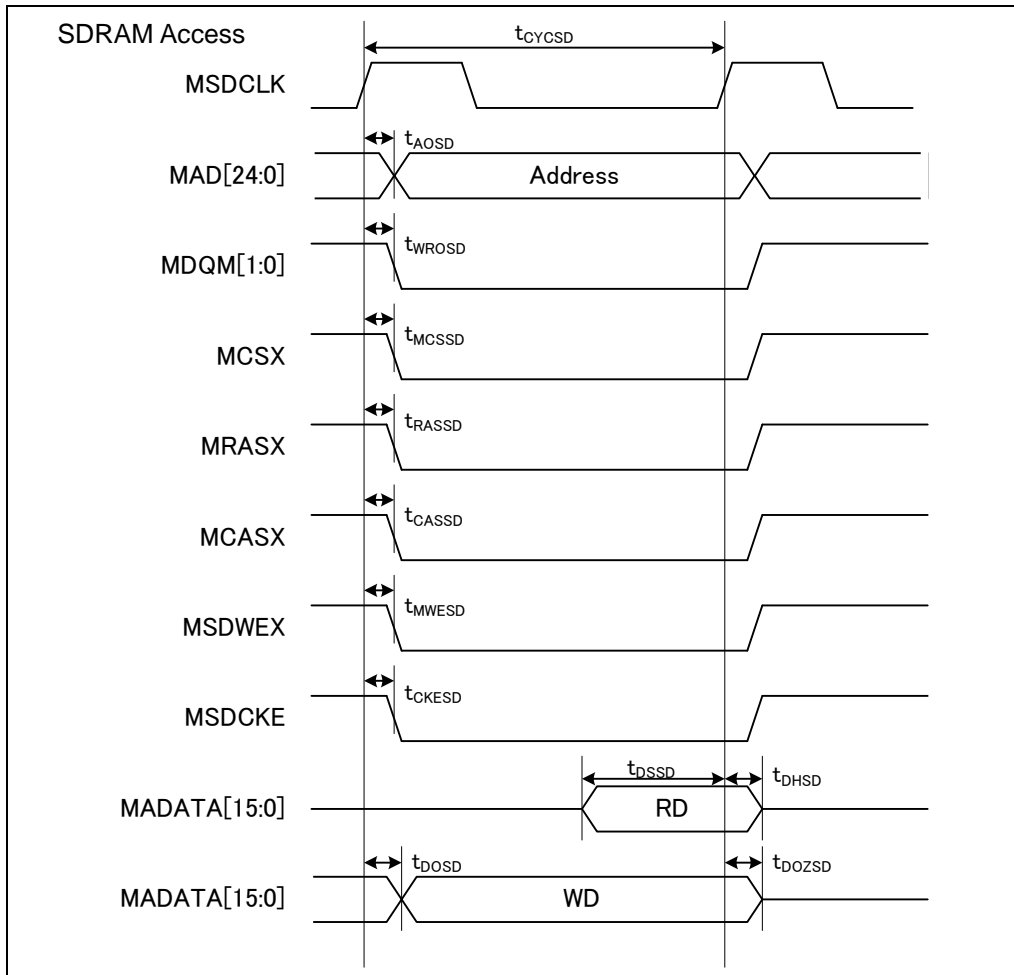 SDRAM Access
tCYCSD
MSDCLK
tAOSD
MAD[24:0]
Address
tWROSD
MDQM[1:0]
tMCSSD
MCSX
tRASSD
MRASX
tCASSD
MCASX
tMWESD
MSDWEX
tCKESD
MSDCKE
tDSSD
tDHSD
MADATA[15:0]
RD
tDOSD
tDOZSD
MADATA[15:0]
WD